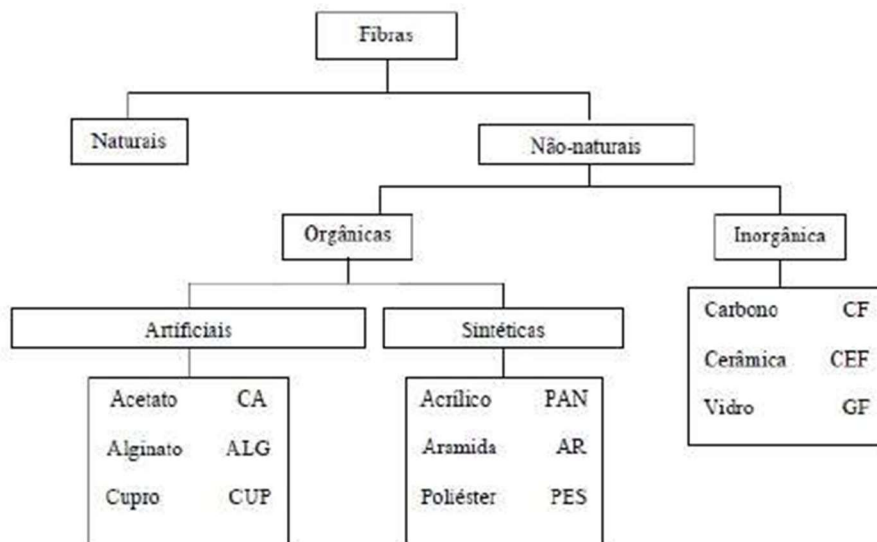 Fibras
Naturais
Não-naturais
Orgânicas
Inorgânica
Artificiais
Sintéticas
Acetato CA
Alginato ALG
Cupro CUP
Acrílico PAN
Aramida AR
Poliéster PES
Carbono CF
Cerâmica CEF
Vidro GF